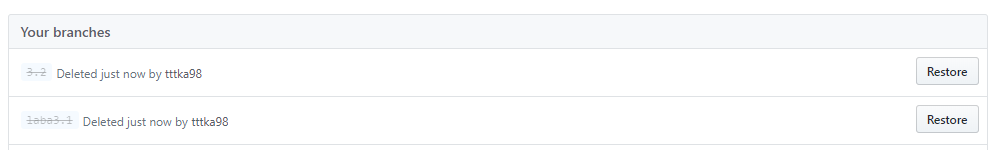 Your branches
3.2 Deleted just now by tttka98 Restore
laba3.1 Deleted just now by tttka98 Restore